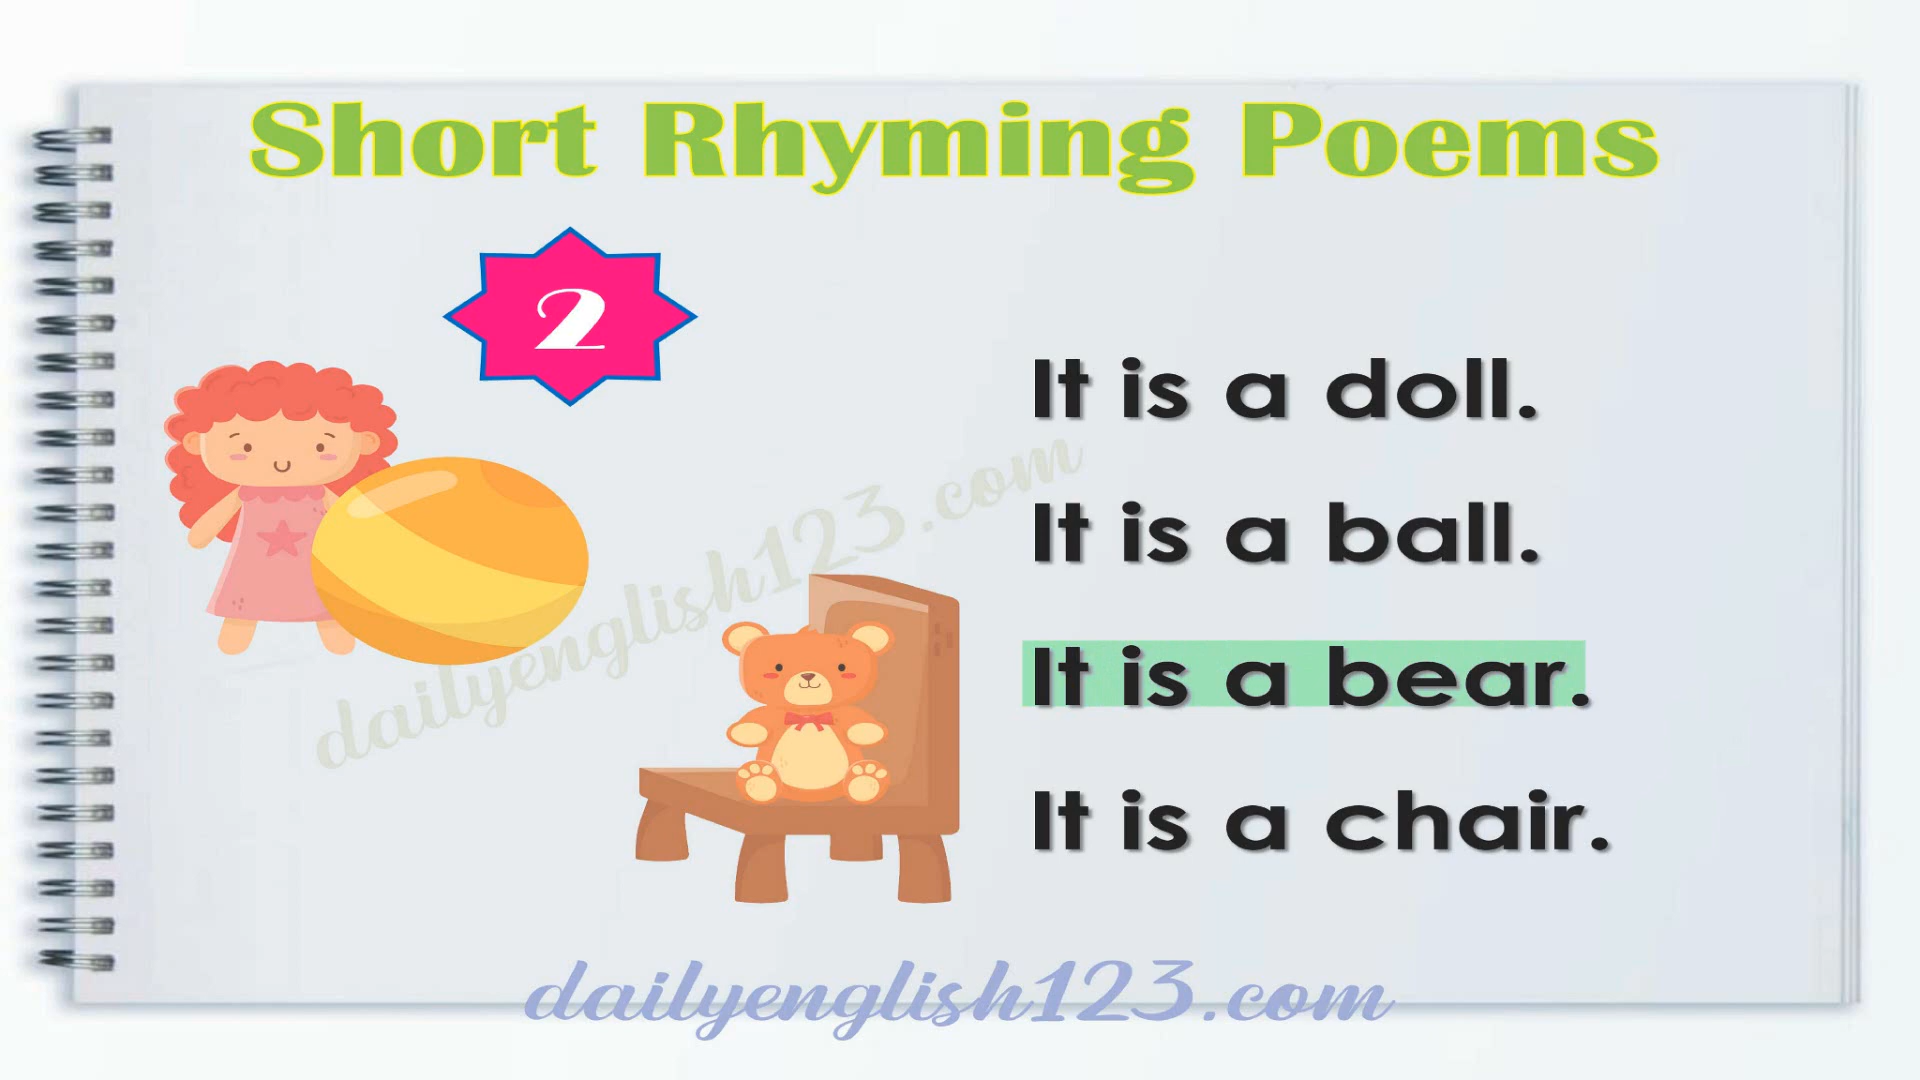 Short Rhyming Poems
2
It is a doll.
It is a ball.
It is a bear.
It is a chair.
dailyenglish123.com
dailyenglish123.com